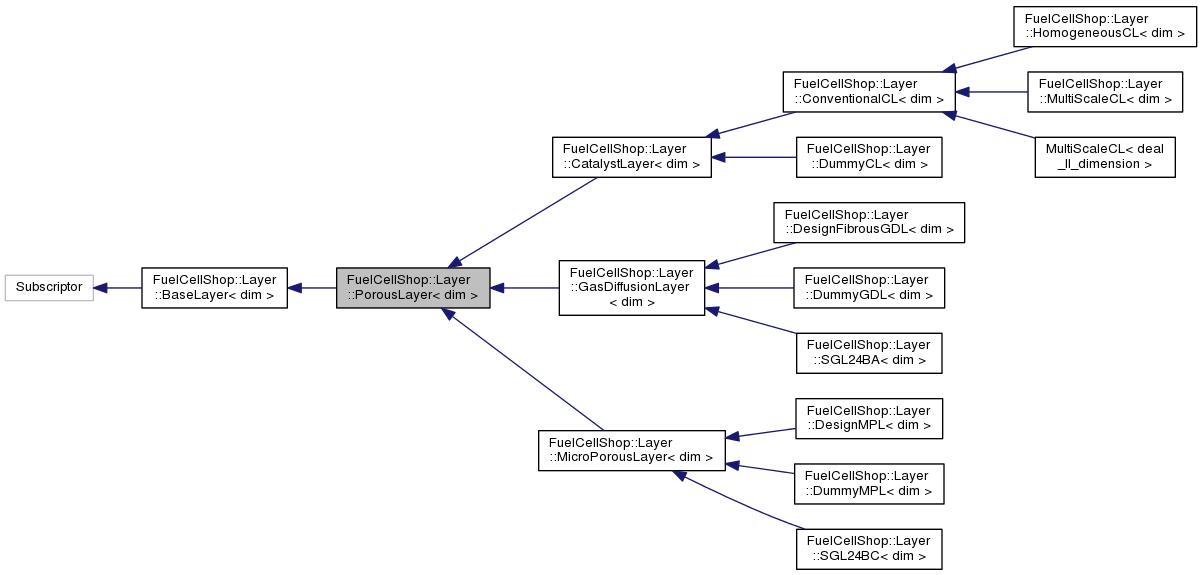 FuelCellShop::Layer
::HomogeneousCL< dim >
FuelCellShop::Layer
::ConventionalCL< dim >
FuelCellShop::Layer
::MultiScaleCL< dim >
MultiScaleCL< deal
_II_dimension >
FuelCellShop::Layer
::CatalystLayer< dim >
FuelCellShop::Layer
::DummyCL< dim >
FuelCellShop::Layer
::DesignFibrousGDL< dim >
Subscriptor
FuelCellShop::Layer
::BaseLayer< dim >
FuelCellShop::Layer
::PorousLayer< dim >
FuelCellShop::Layer
::GasDiffusionLayer
< dim >
FuelCellShop::Layer
::DummyGDL< dim >
FuelCellShop::Layer
::SGL24BA< dim >
FuelCellShop::Layer
::DesignMPL< dim >
FuelCellShop::Layer
::MicroPorousLayer< dim >
FuelCellShop::Layer
::DummyMPL< dim >
FuelCellShop::Layer
::SGL24BC< dim >